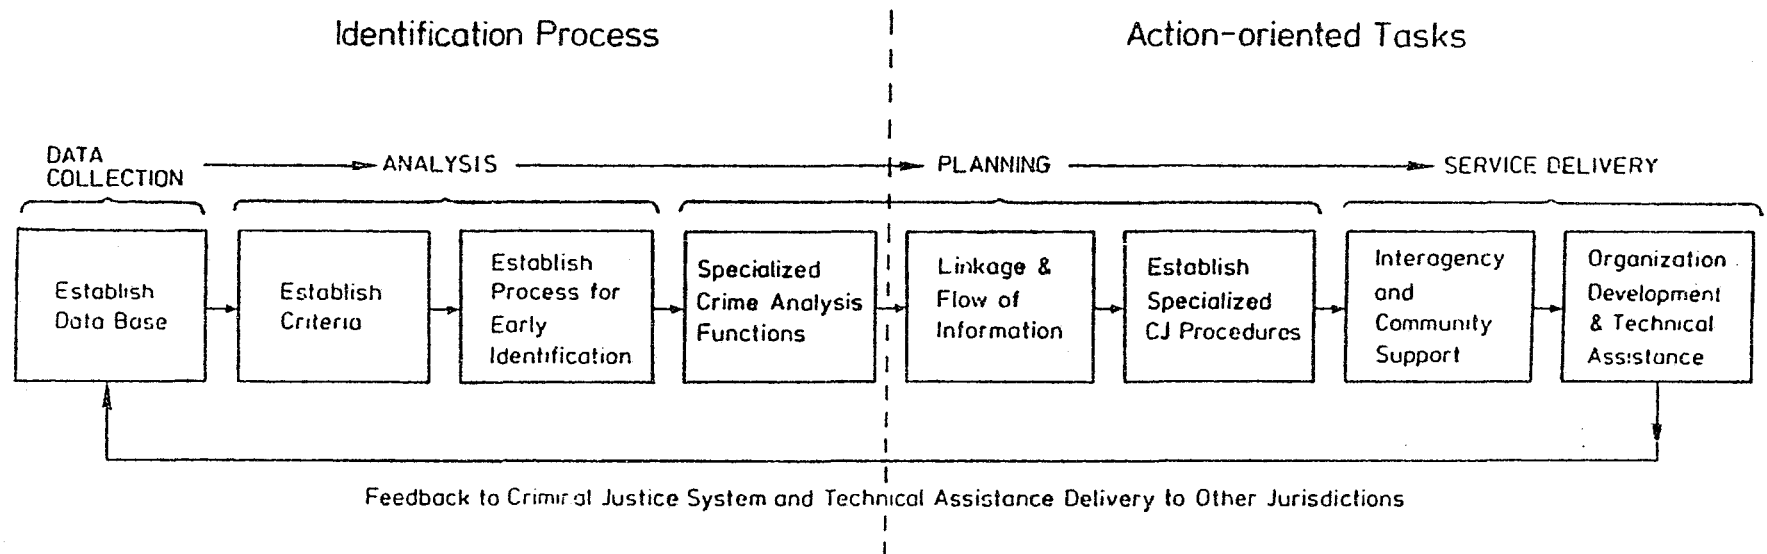 Identification Process
Action-oriented Tasks
DATA
COLLECTION
ANALYSIS
PLANNING
SERVICE DELIVERY
Establish
Data Base
Establish
Criteria
Establish
Process for
Early
Identification
Specialized
Crime Analysis
Functions
Linkage &
Flow of
Information
Establish
Specialized
CJ Procedures
Interagency
and
Community
Support
Organization
Development
& Technical
Assistance
Feedback to Criminal Justice System and Technical Assistance Delivery to Other Jurisdictions